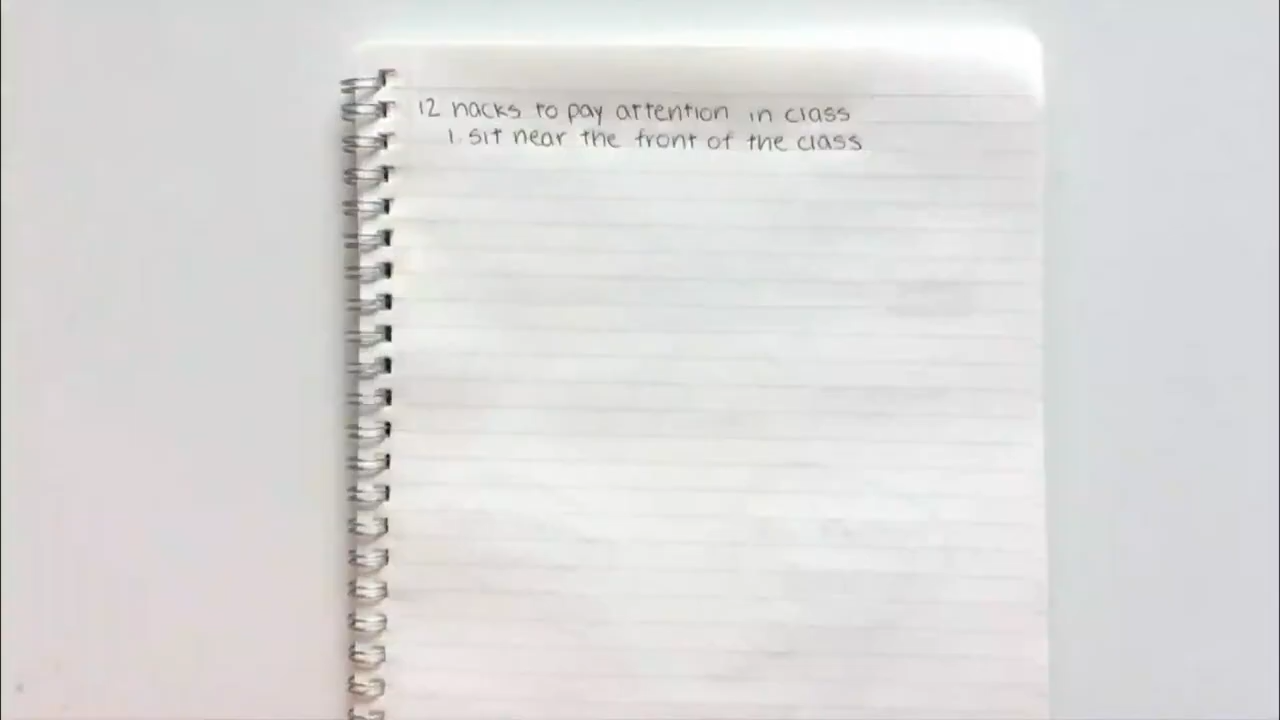 12 hacks to pay attention in class
1. sit near the front of the class